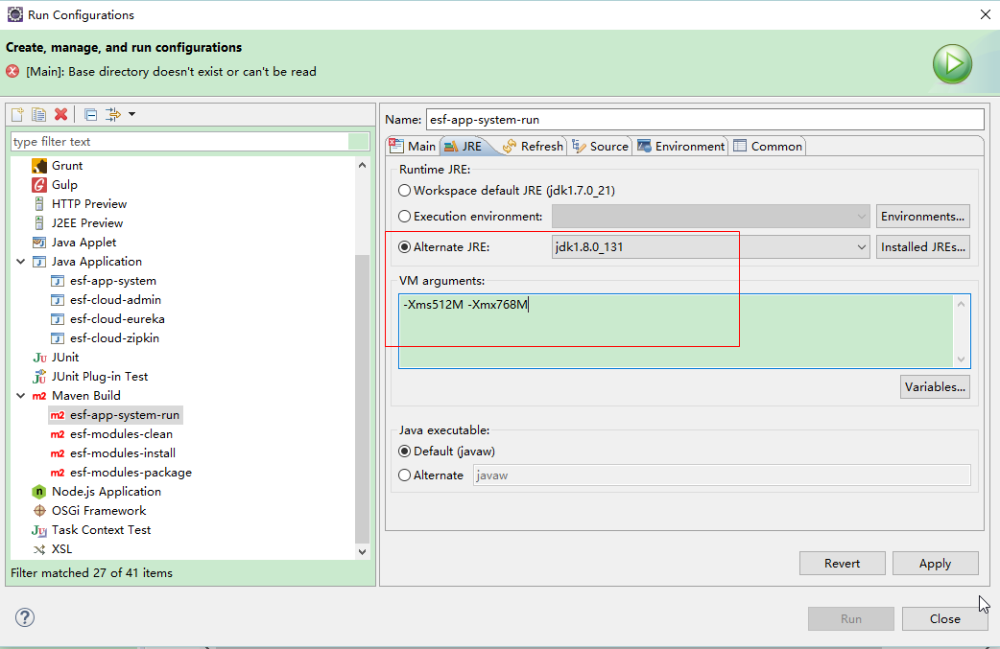 Run Configurations
Create, manage, and run configurations
[Main]: Base directory doesn't exist or can't be read
type filter text
Grunt
Gulp
HTTP Preview
J2EE Preview
Java Applet
Java Application
esf-app-system
esf-cloud-admin
esf-cloud-eureka
esf-cloud-zipkin
JUnit
JUnit Plug-in Test
Maven Build
esf-app-system-run
esf-modules-clean
esf-modules-install
esf-modules-package
Node.js Application
OSGi Framework
Task Context Test
XSL
Filter matched 27 of 41 items
Name: esf-app-system-run
Main JRE Refresh Source Environment Common
Runtime JRE:
Workspace default JRE (jdk1.7.0_21)
Execution environment: Environments...
Alternate JRE: jdk1.8.0_131 Installed JREs...
VM arguments:
-Xms512M -Xmx768M
Variables...
Java executable:
Default (javaw)
Alternate javaw
Revert Apply
Run Close